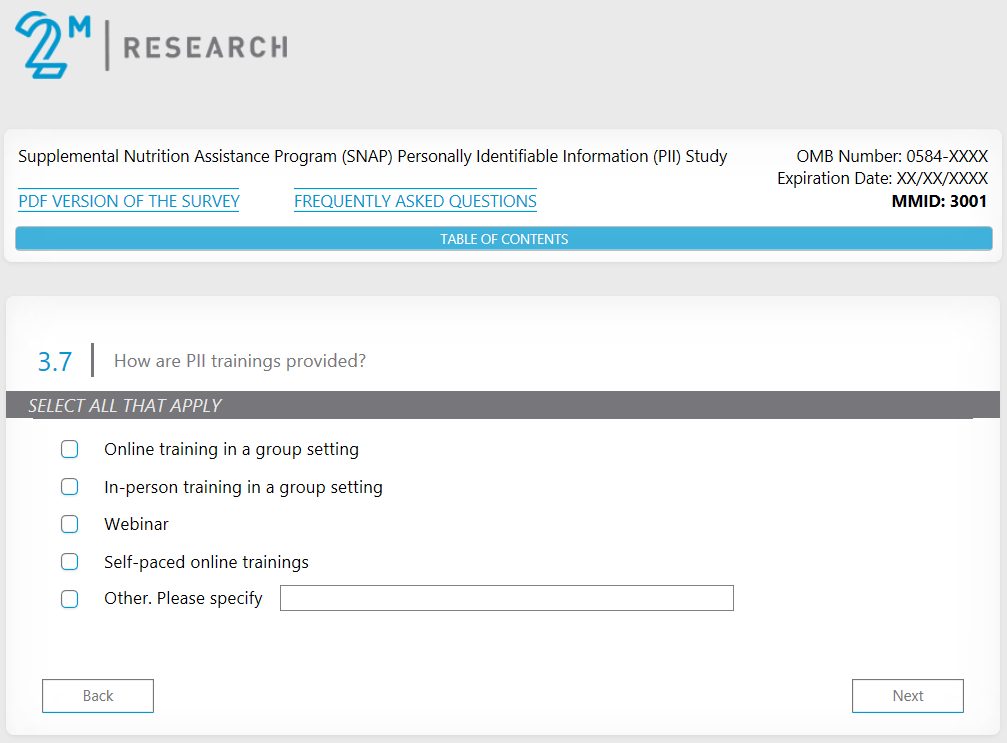 2M | RESEARCH
Supplemental Nutrition Assistance Program (SNAP) Personally Identifiable Information (PII) Study
OMB Number: 0584-XXXX
Expiration Date: XX/XX/XXXX
PDF VERSION OF THE SURVEY
FREQUENTLY ASKED QUESTIONS
MMID: 3001
TABLE OF CONTENTS
3.7 How are PII trainings provided?
SELECT ALL THAT APPLY
Online training in a group setting
In-person training in a group setting
Webinar
Self-paced online trainings
Other. Please specify
Back
Next